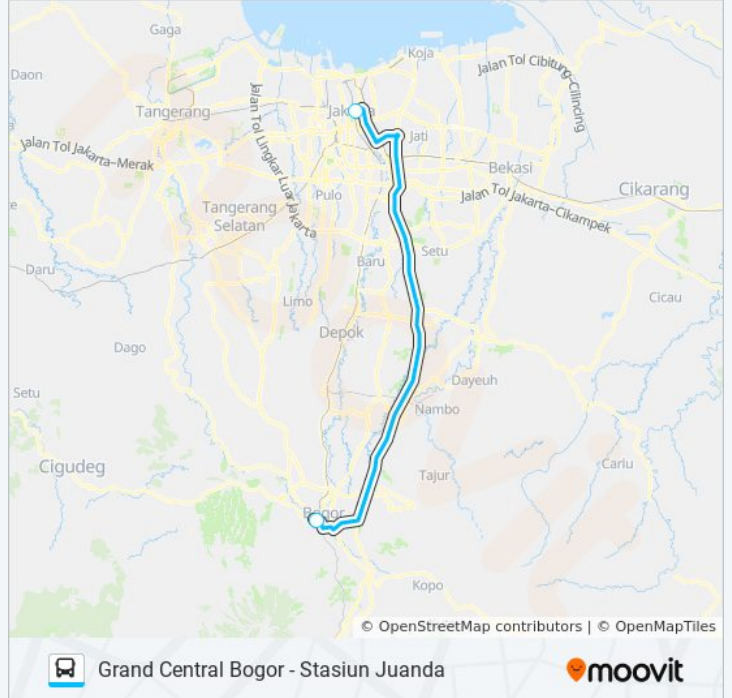 Gaga
Koja
Daon
Jalan Tol Cibitung-Cilincing
Tangerang
Jalan Tol Lingkar Luar Jakarta
Jati
Jalan Tol Jakarta-Merak
Bekasi
Cikarang
Pulo
Jalan Tol Jakarta-Cikampek
Tangerang
Selatan
Setu
Baru
Daru
Cicau
Limo
Depok
Dago
Dayeuh
Setu
Nambo
Cigudeg
Cariu
Tajur
Bogor
Kopo
© OpenStreetMap contributors | © OpenMapTiles
Grand Central Bogor - Stasiun Juanda
moovit